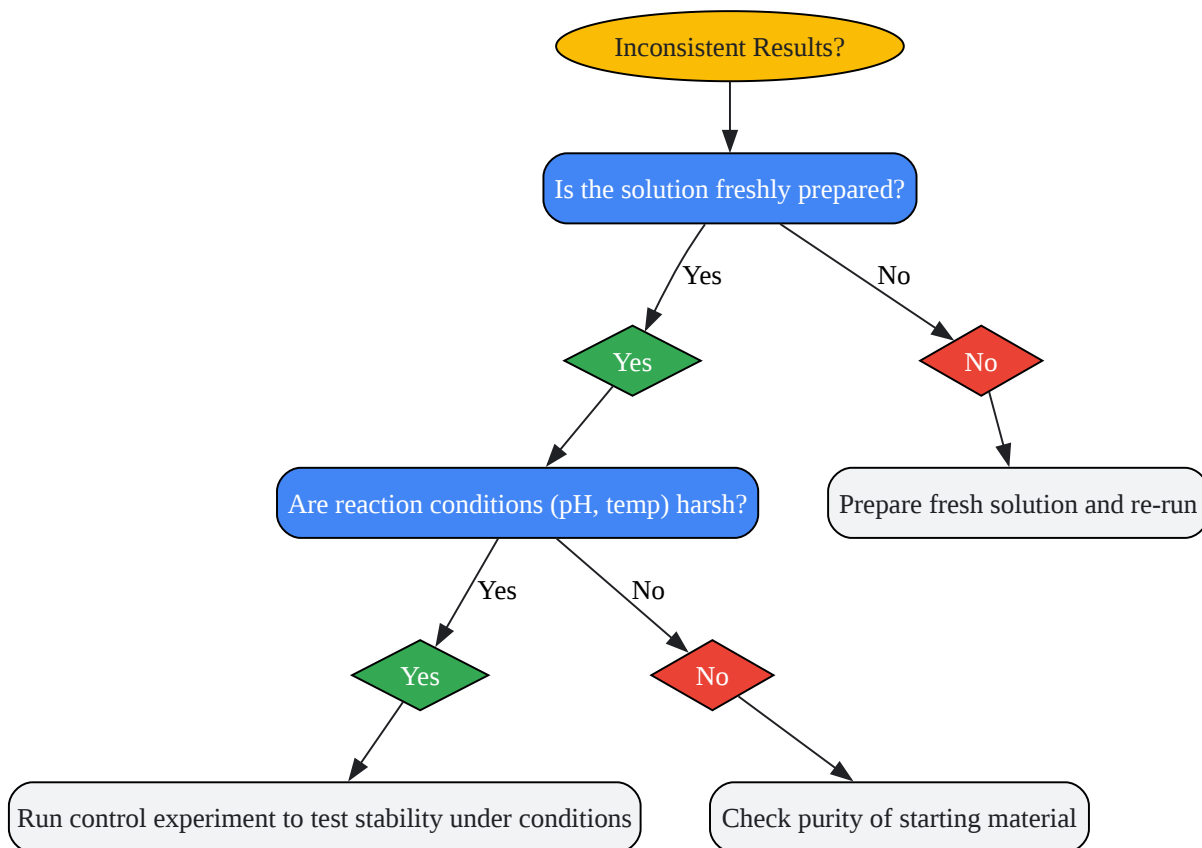 Inconsistent Results?
Is the solution freshly prepared?
Yes
No
Yes
No
Are reaction conditions (pH, temp) harsh?
Prepare fresh solution and re-run
Yes
No
Yes
No
Run control experiment to test stability under conditions
Check purity of starting material